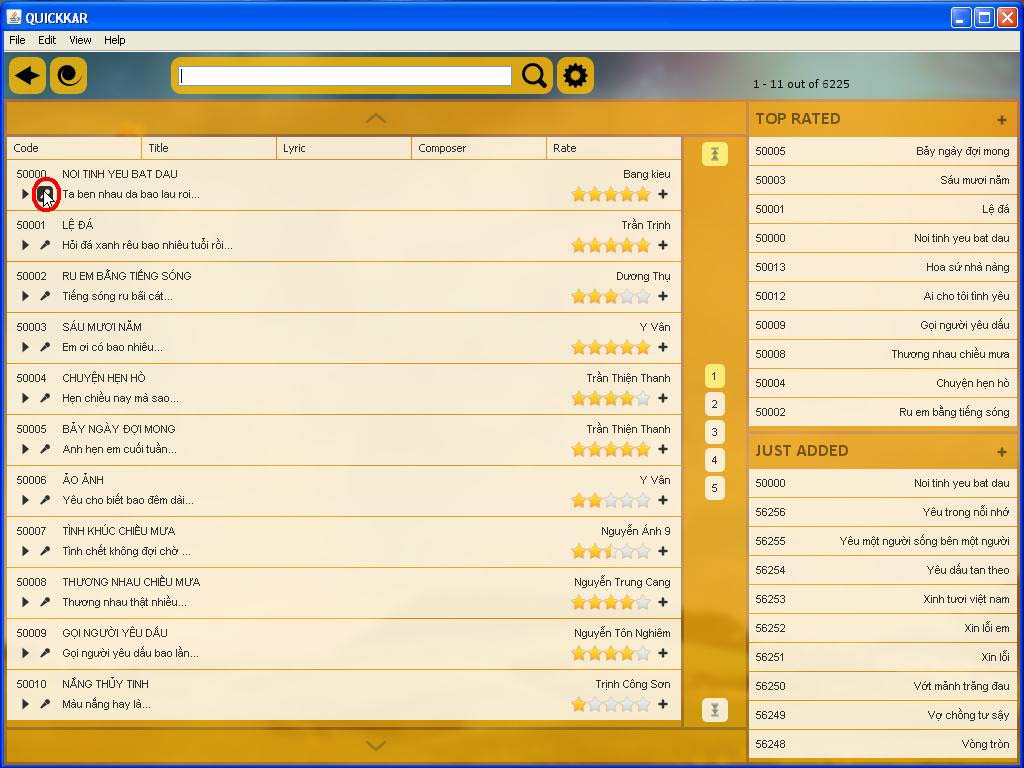 QUICKKAR
File Edit View Help
1 - 11 out of 6225
Code Title Lyric Composer Rate
50000 NOI TINH YEU BAT DAU Bang kieu
Ta ben nhau da bao lau roi...
50001 LỆ ĐÁ Trần Trịnh
Hỏi đá xanh rêu bao nhiêu tuổi rồi...
50002 RU EM BẰNG TIẾNG SÓNG Dương Thụ
Tiếng sóng ru bãi cát...
50003 SÁU MƯƠI NĂM Y Vân
Em ơi có bao nhiêu...
50004 CHUYỆN HẸN HÒ Trần Thiện Thanh
Hẹn chiều nay mà sao...
50005 BẢY NGÀY ĐỢI MONG Trần Thiện Thanh
Anh hẹn em cuối tuần...
50006 ẢO ẢNH Y Vân
Yêu cho biết bao đêm dài...
50007 TÌNH KHÚC CHIỀU MƯA Nguyễn Ánh 9
Tình chết không đợi chờ ...
50008 THƯƠNG NHAU CHIỀU MƯA Nguyễn Trung Cang
Thương nhau thật nhiều...
50009 GỌI NGƯỜI YÊU DẤU Nguyễn Tôn Nghiêm
Gọi người yêu dấu bao lần...
50010 NẮNG THỦY TINH Trịnh Công Sơn
Màu nắng hay là...
1
2
3
4
5
TOP RATED +
50005 Bảy ngày đợi mong
50003 Sáu mươi năm
50001 Lệ đá
50000 Noi tinh yeu bat dau
50013 Hoa sứ nhà nàng
50012 Ai cho tôi tình yêu
50009 Gọi người yêu dấu
50008 Thương nhau chiều mưa
50004 Chuyện hẹn hò
50002 Ru em bằng tiếng sóng
JUST ADDED +
50000 Noi tinh yeu bat dau
56256 Yêu trong nỗi nhớ
56255 Yêu một người sống bên một người
56254 Yêu dấu tan theo
56253 Xinh tươi việt nam
56252 Xin lỗi em
56251 Xin lỗi
56250 Vớt mảnh trăng đau
56249 Vợ chồng tư sậy
56248 Vòng tròn